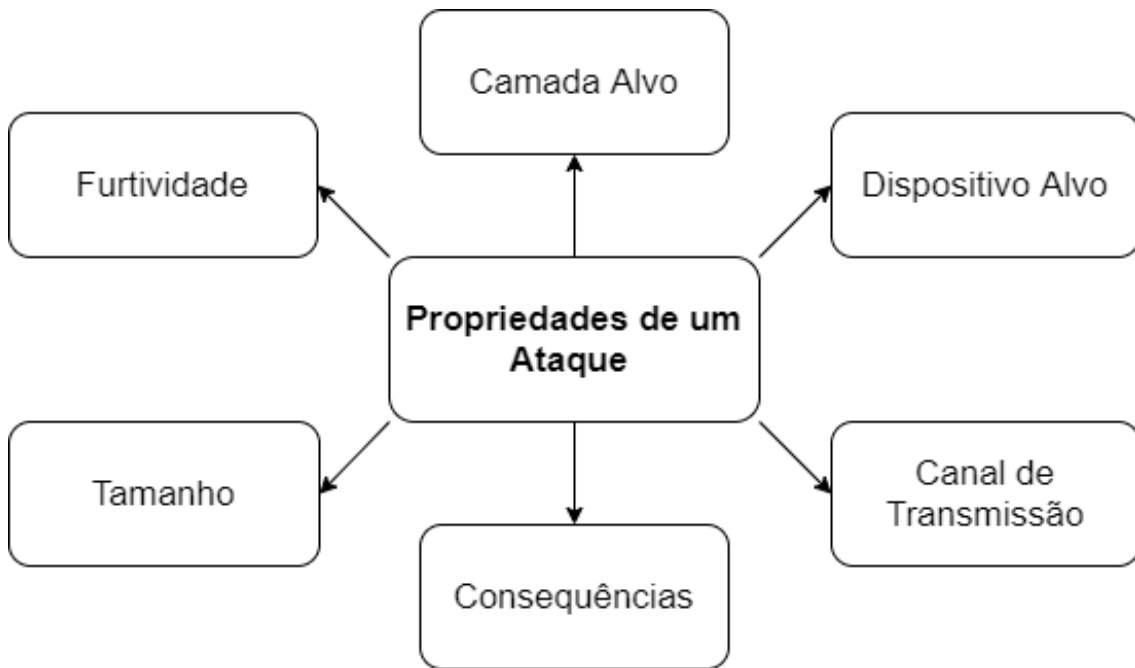 Camada Alvo
Furtividade
Dispositivo Alvo
Propriedades de um
Ataque
Tamanho
Canal de
Transmissão
Consequências